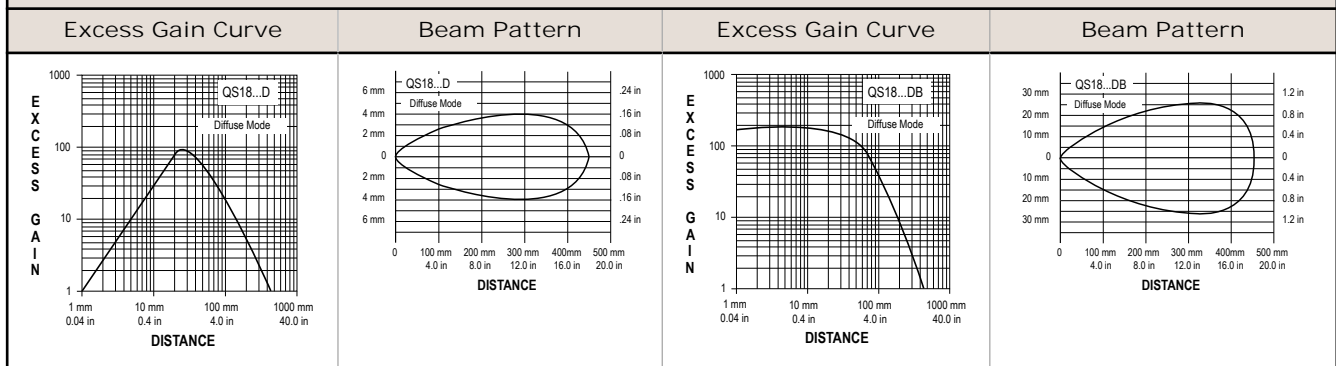 Excess Gain Curve
Beam Pattern
Excess Gain Curve
Beam Pattern
1000
100
10
1
EXCESS GAIN
QS18...D
Diffuse Mode
1 mm 10 mm 100 mm 1000 mm
0.04 in 0.4 in 4.0 in 40.0 in
DISTANCE
QS18...D
Diffuse Mode
6 mm
4 mm
2 mm
0
2 mm
4 mm
6 mm
.24 in
.16 in
.08 in
0
.08 in
.16 in
.24 in
0 100 mm 200 mm 300 mm 400mm 500 mm
4.0 in 8.0 in 12.0 in 16.0 in 20.0 in
DISTANCE
1000
100
10
1
EXCESS GAIN
QS18...DB
Diffuse Mode
1 mm 10 mm 100 mm 1000 mm
0.04 in 0.4 in 4.0 in 40.0 in
DISTANCE
QS18...DB
Diffuse Mode
30 mm
20 mm
10 mm
0
10 mm
20 mm
30 mm
1.2 in
0.8 in
0.4 in
0
0.4 in
0.8 in
1.2 in
0 100 mm 200 mm 300 mm 400 mm 500 mm
4.0 in 8.0 in 12.0 in 16.0 in 20.0 in
DISTANCE